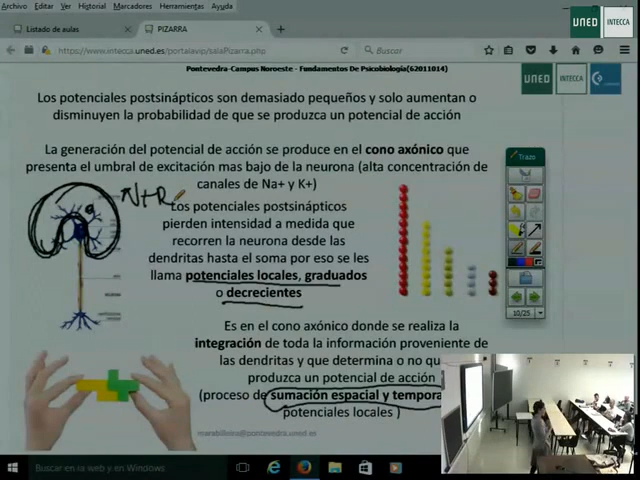 Archivo Editar Ver Historial Marcadores Herramientas Ayuda
UNED INTECCA
Listado de aulas
PIZARRA
https://www.intecca.uned.es/portalavip/salaPizarra.php
Buscar
Pontevedra-Campus Noroeste - Fundamentos De Psicobiología(62011014)
UNED INTECCA
Los potenciales postsinápticos son demasiado pequeños y solo aumentan o
disminuyen la probabilidad de que se produzca un potencial de acción
La generación del potencial de acción se produce en el cono axónico que
presenta el umbral de excitación mas bajo de la neurona (alta concentración de
canales de Na+ y K+)
Trazo
N+R
Los potenciales postsinápticos
pierden intensidad a medida que
recorren la neurona desde las
dendritas hasta el soma por eso se les
llama potenciales locales, graduados
o decrecientes
10/25
Es en el cono axónico donde se realiza la
integración de toda la información proveniente de
las dendritas y que determina o no que
produzca un potencial de acción
(proceso de sumación espacial y tempora
potenciales locales )
Buscar en la web y en Windows